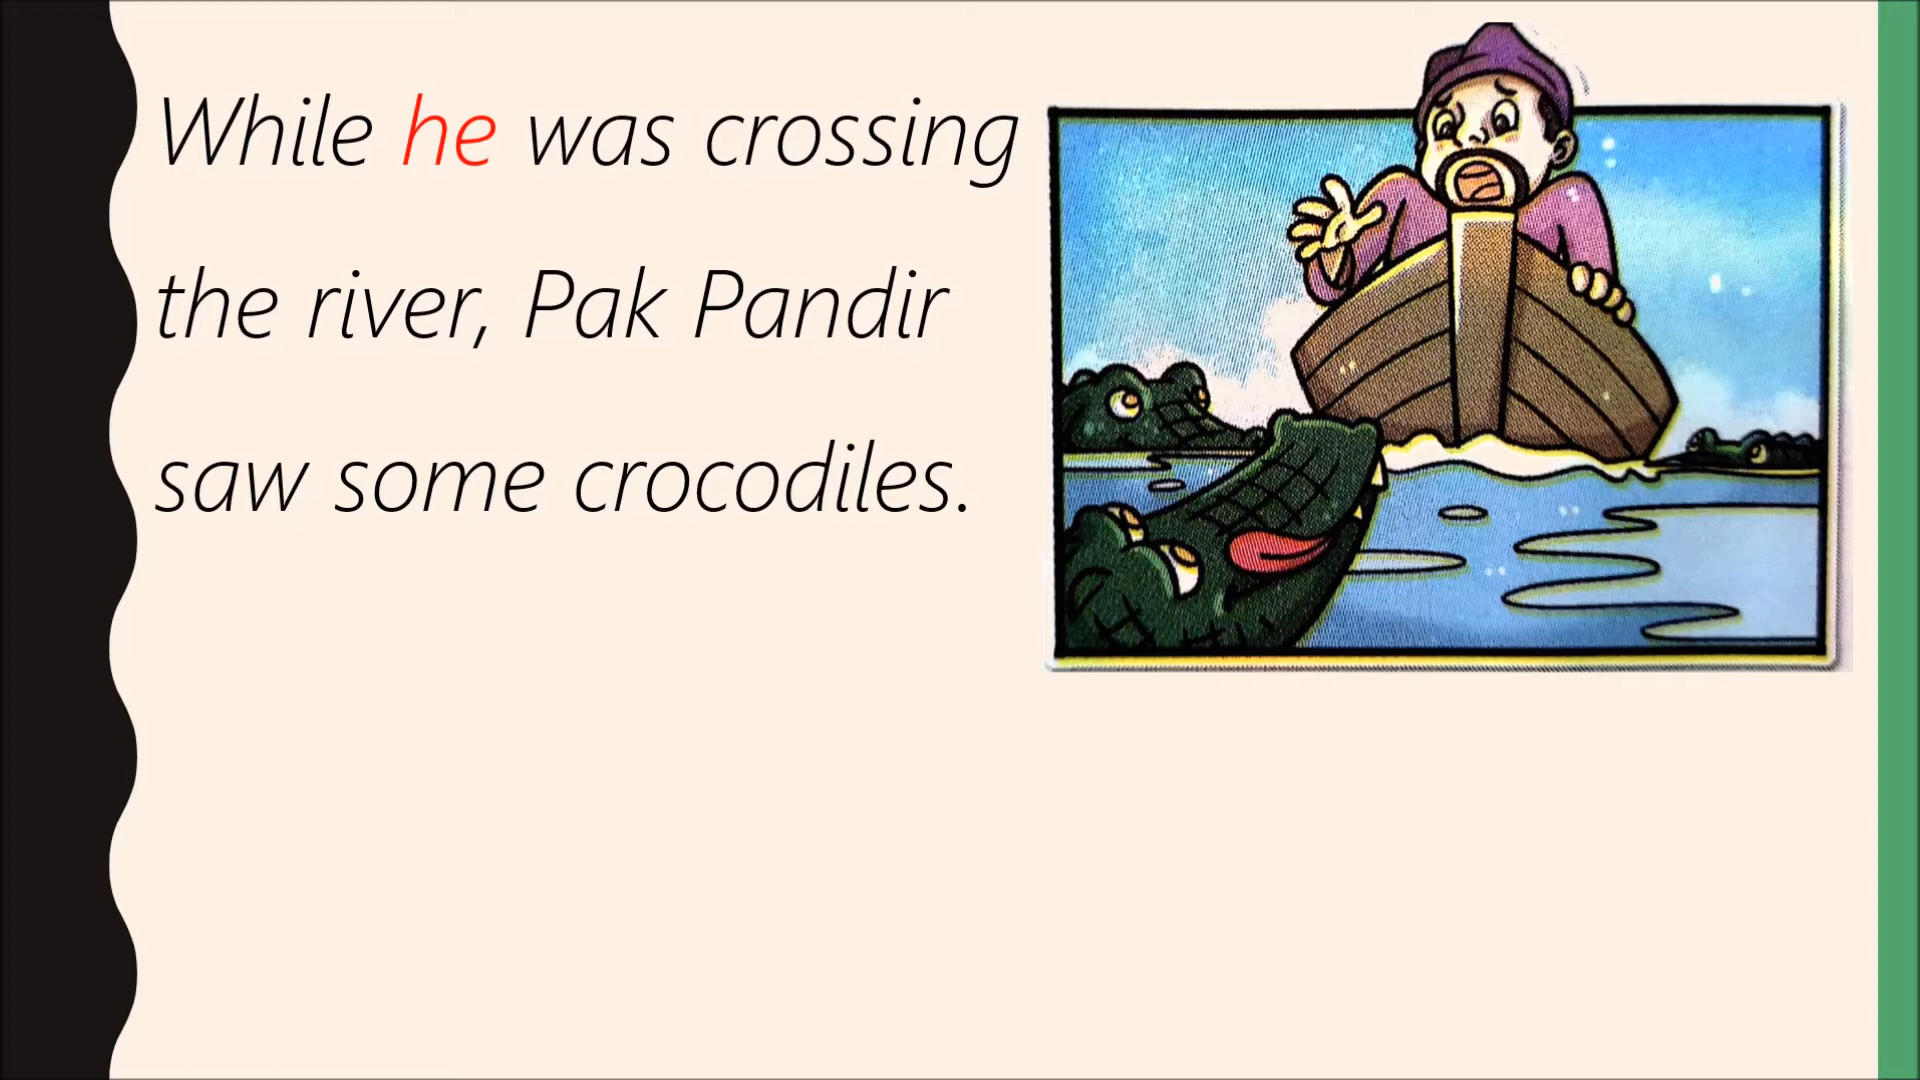 While he was crossing
the river, Pak Pandir
saw some crocodiles.